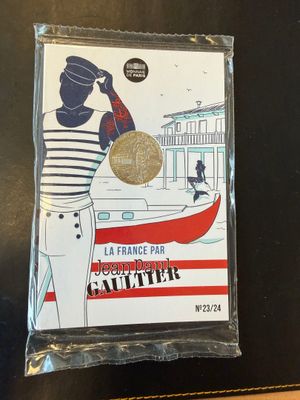 MONNAIE
DE PARIS
LA FRANCE PAR
Jean Paul
GAULTIER
N°23/24